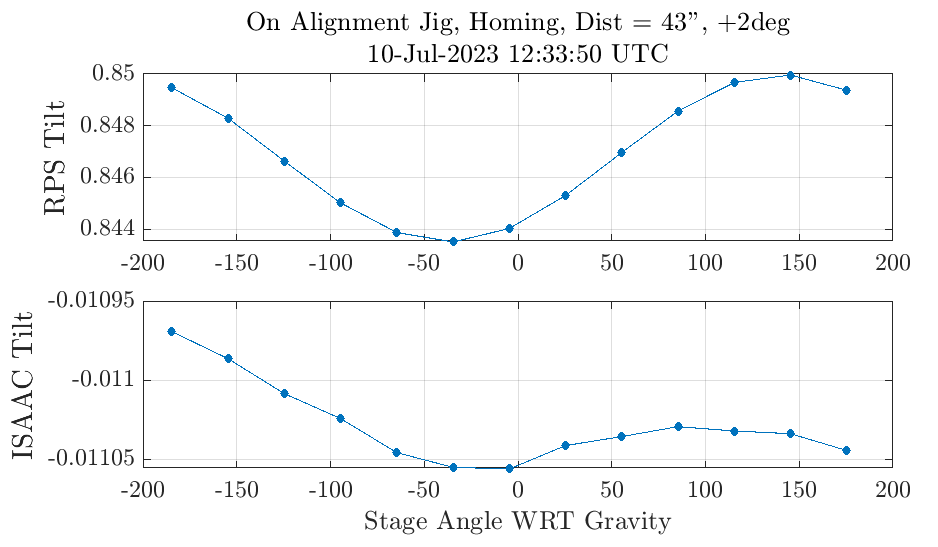 On Alignment Jig, Homing, Dist = 43”, +2deg
10-Jul-2023 12:33:50 UTC
RPS Tilt
0.85
0.848
0.846
0.844
-200 -150 -100 -50 0 50 100 150 200
ISAAC Tilt
-0.01095
-0.011
-0.01105
-200 -150 -100 -50 0 50 100 150 200
Stage Angle WRT Gravity